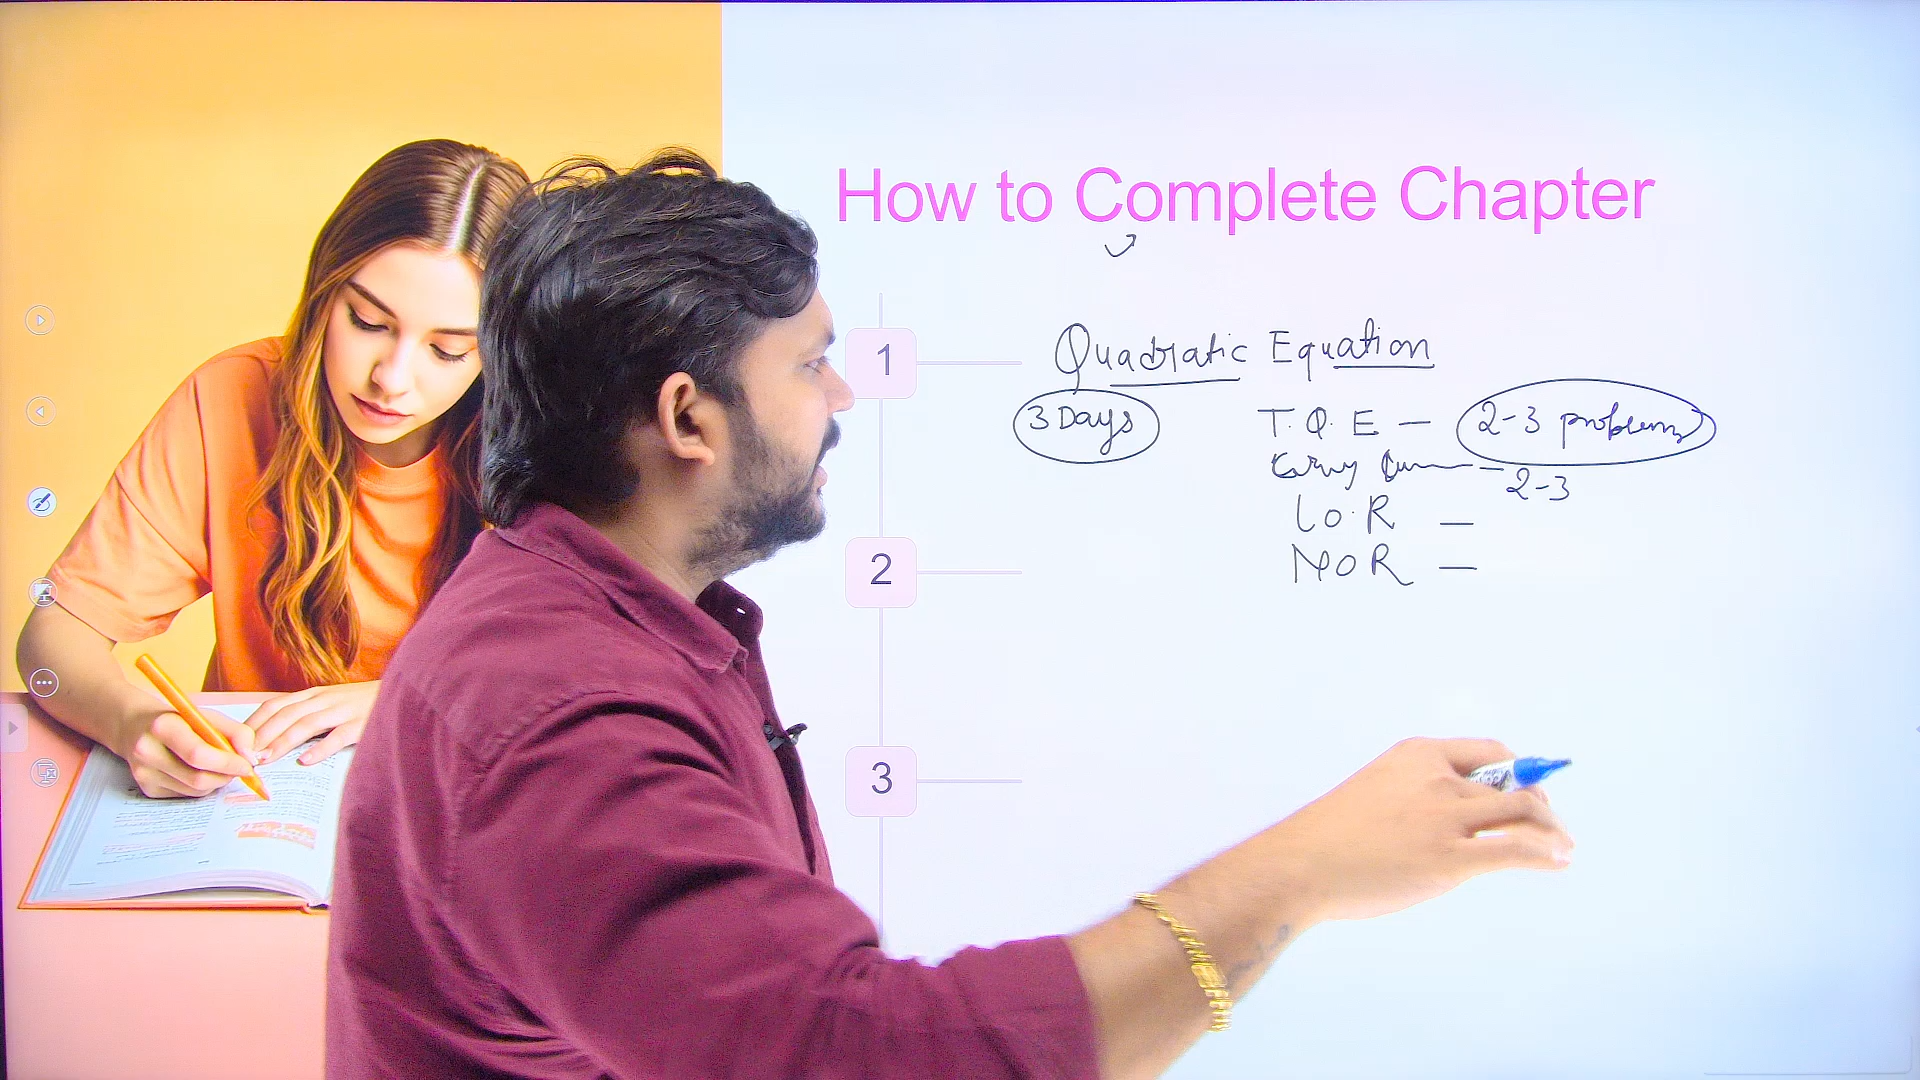 How to Complete Chapter
1
Quadratic Equation
3 Days
T. Q. E — 2-3 problems
— 2-3
L O. R —
N O R —
2
3